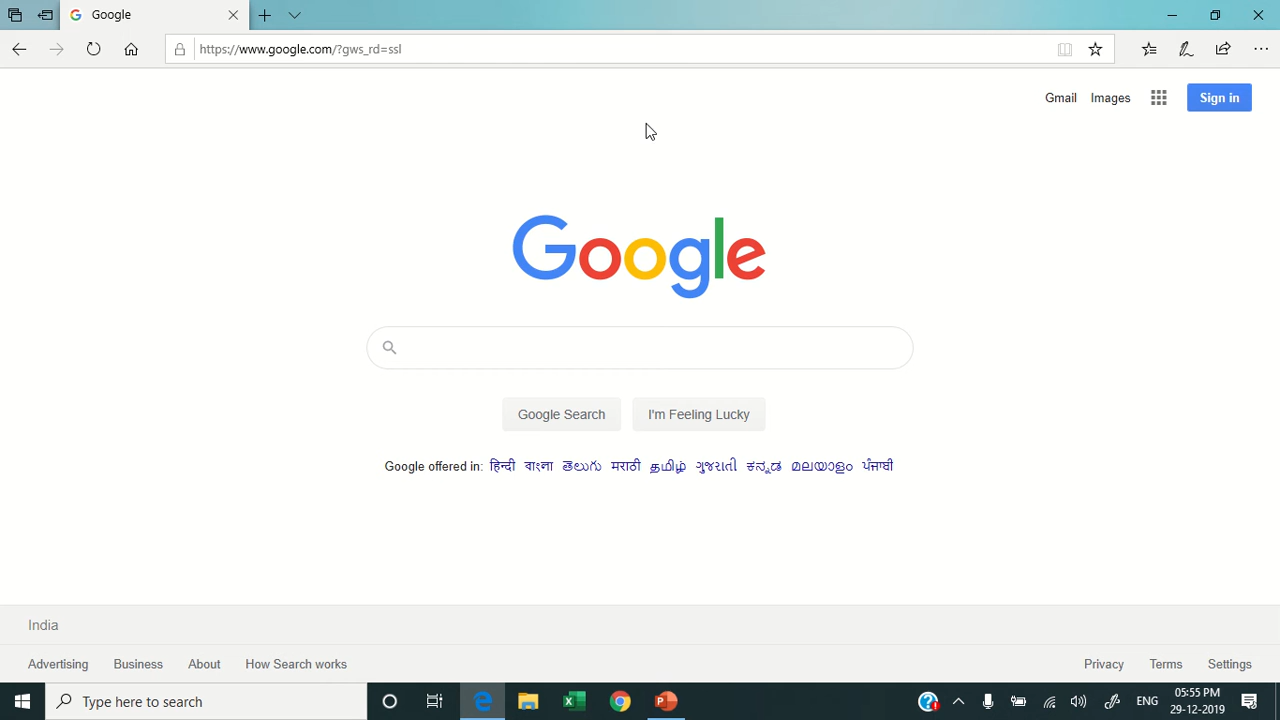 Google
https://www.google.com/?gws_rd=ssl
Gmail Images Sign in
Google
Google Search I'm Feeling Lucky
Google offered in: हिन्दी বাংলা తెలుగు मराठी தமிழ் ગુજરાતી ಕನ್ನಡ മലയാളം ਪੰਜਾਬੀ
India
Advertising Business About How Search works Privacy Terms Settings
Type here to search ENG 05:55 PM
29-12-2019